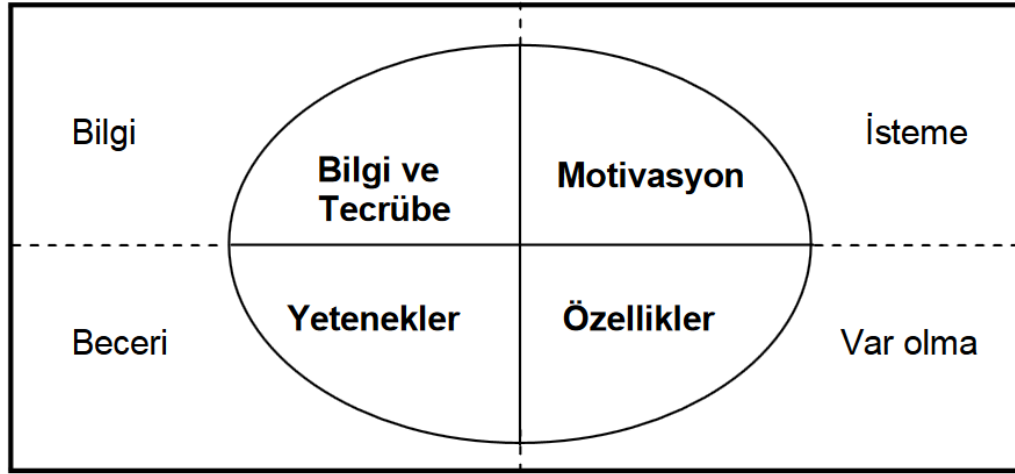 Bilgi
İsteme
Bilgi ve
Tecrübe
Motivasyon
Beceri
Yetenekler
Özellikler
Var olma